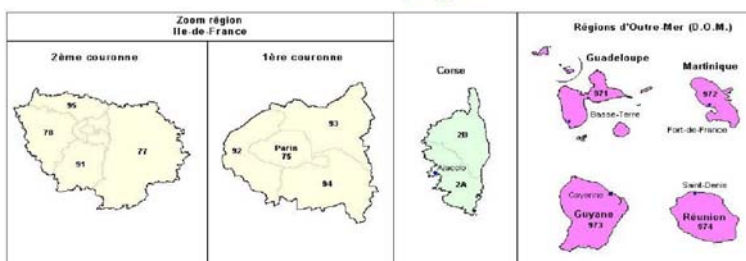 Zoom région
Ile-de-France
2ème couronne
1ère couronne
95
78
91
77
93
92
Paris
75
94
Corse
2B
Ajaccio
2A
Régions d'Outre-Mer (D.O.M.)
Guadeloupe
971
Basse-Terre
Martinique
972
Fort-de-France
Cayenne
Guyane
973
Saint-Denis
Réunion
974